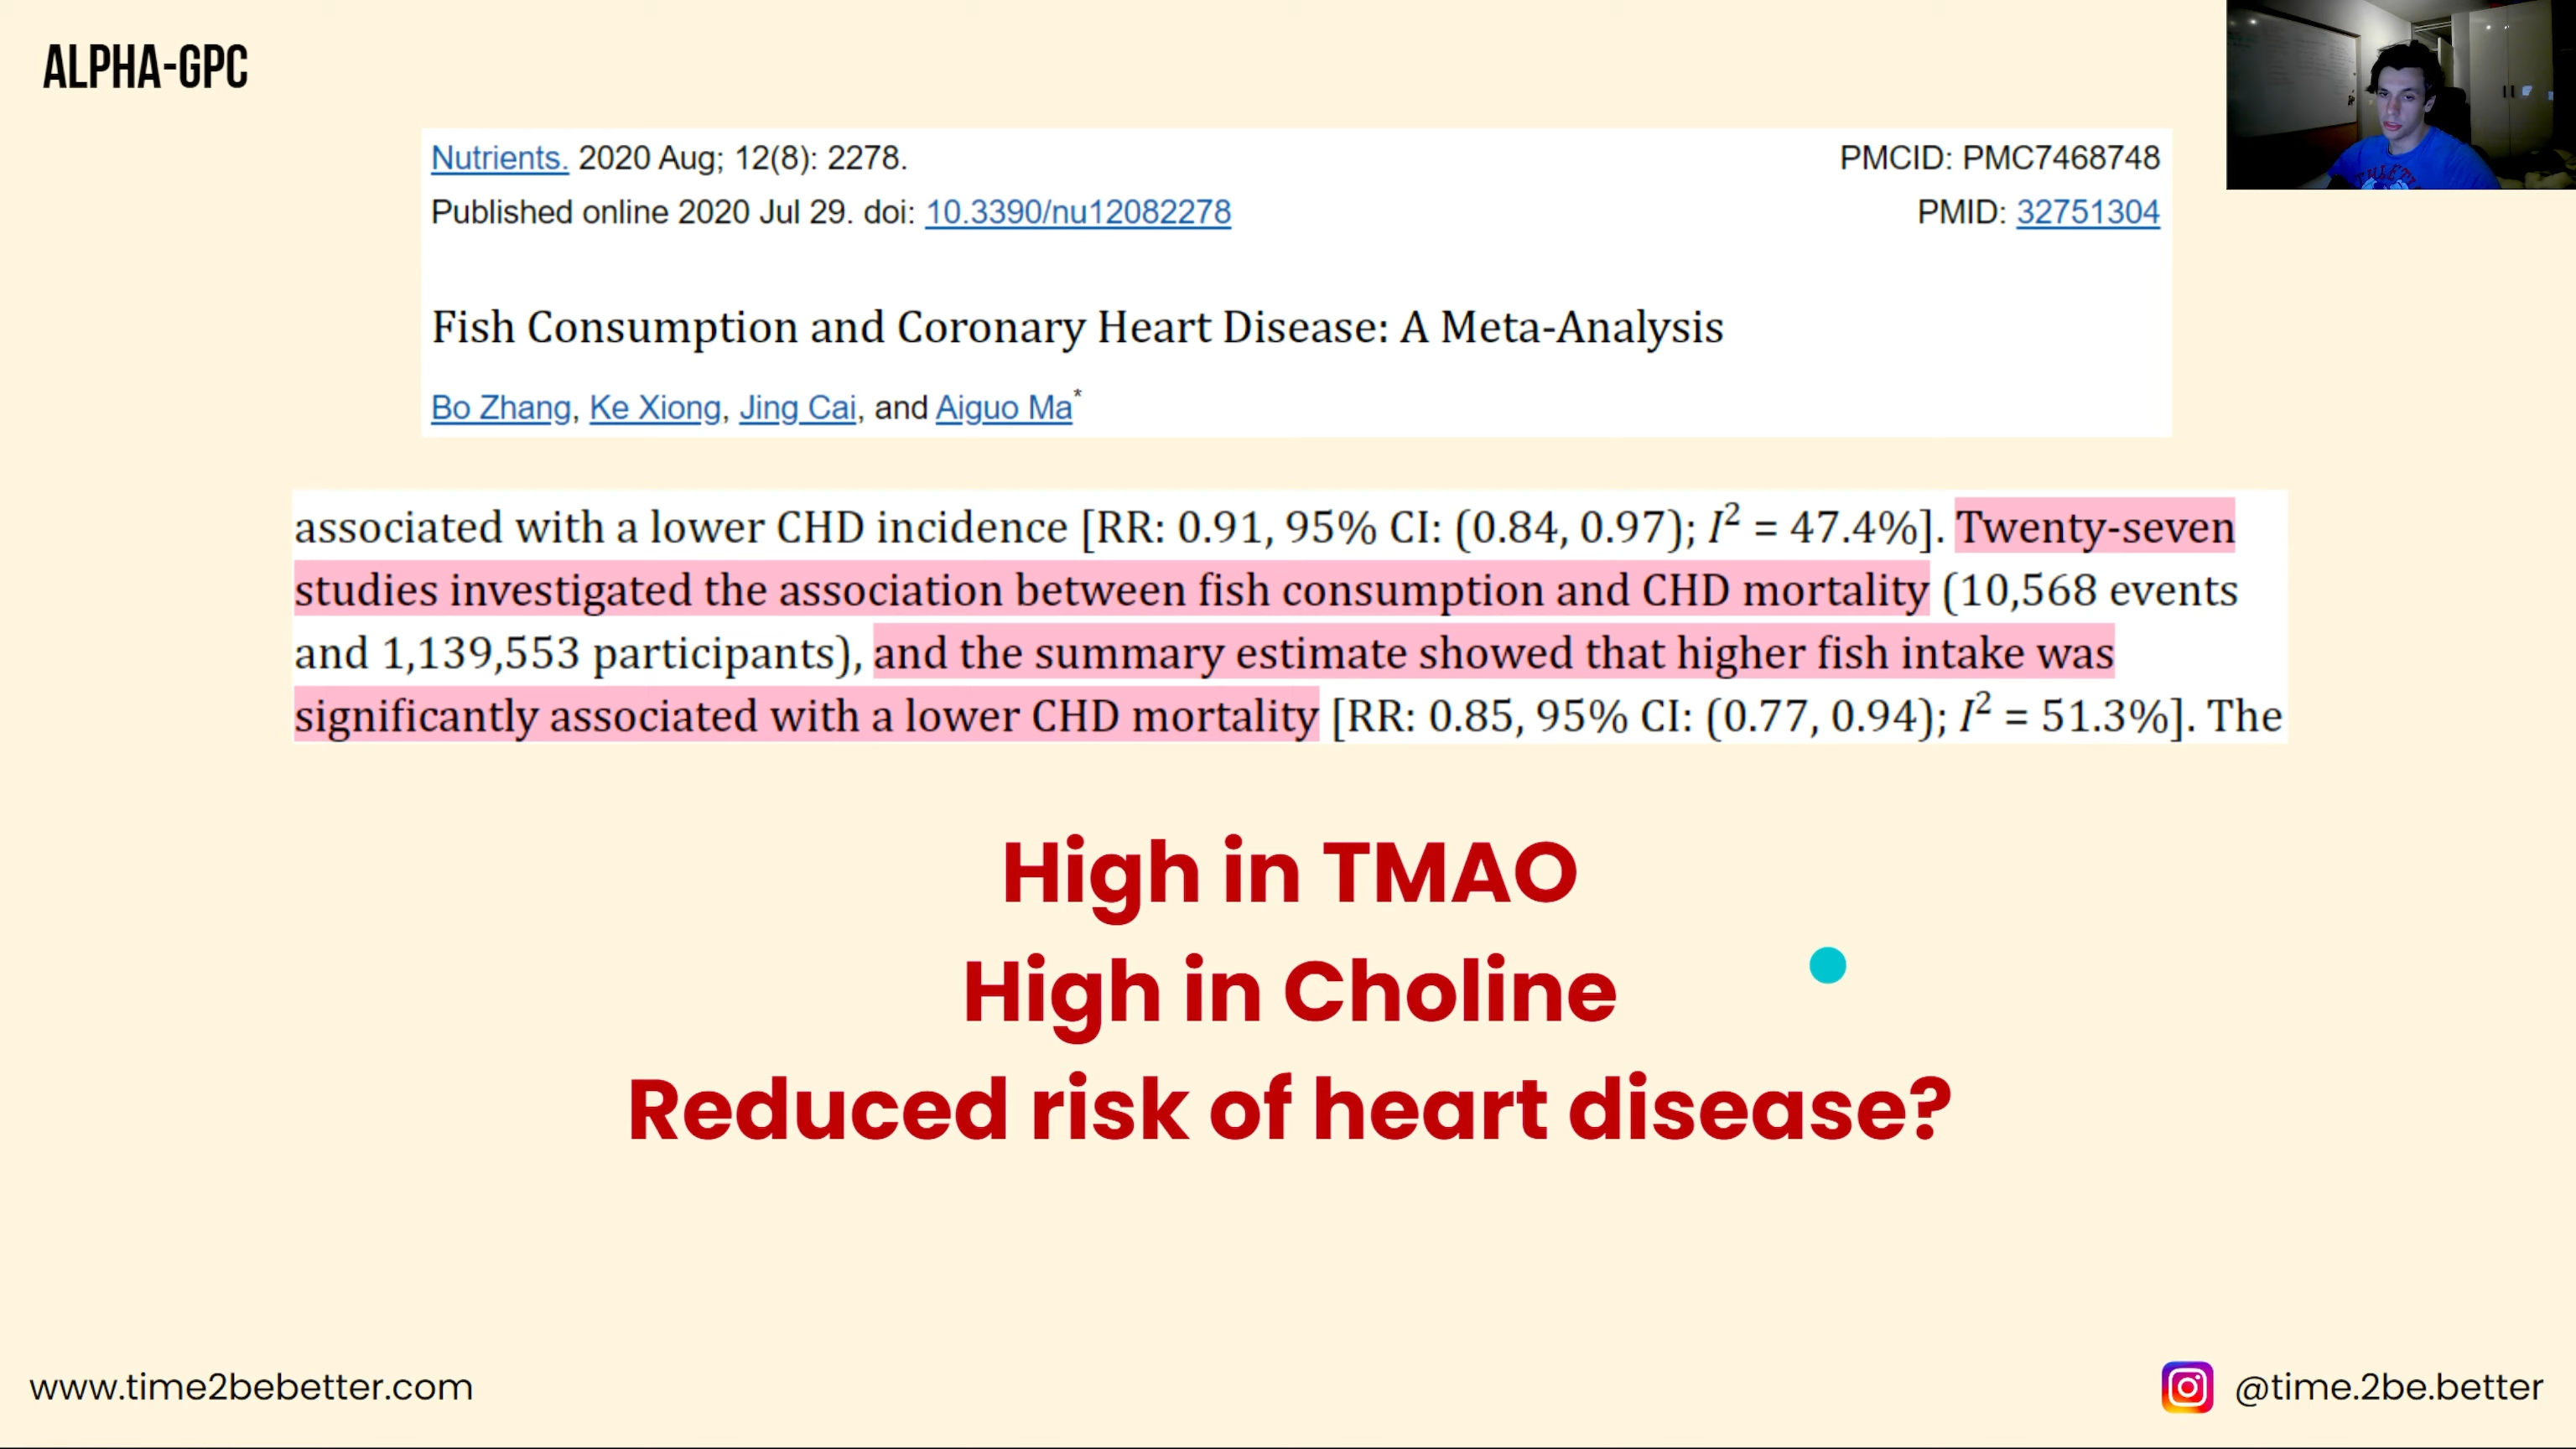 ALPHA-GPC
Nutrients. 2020 Aug; 12(8): 2278.
PMCID: PMC7468748
Published online 2020 Jul 29. doi: 10.3390/nu12082278
PMID: 32751304
Fish Consumption and Coronary Heart Disease: A Meta-Analysis
Bo Zhang, Ke Xiong, Jing Cai, and Aiguo Ma*
associated with a lower CHD incidence [RR: 0.91, 95% CI: (0.84, 0.97); I² = 47.4%]. Twenty-seven
studies investigated the association between fish consumption and CHD mortality (10,568 events
and 1,139,553 participants), and the summary estimate showed that higher fish intake was
significantly associated with a lower CHD mortality [RR: 0.85, 95% CI: (0.77, 0.94); I² = 51.3%]. The
High in TMAO
High in Choline
Reduced risk of heart disease?
www.time2bebetter.com
@time.2be.better